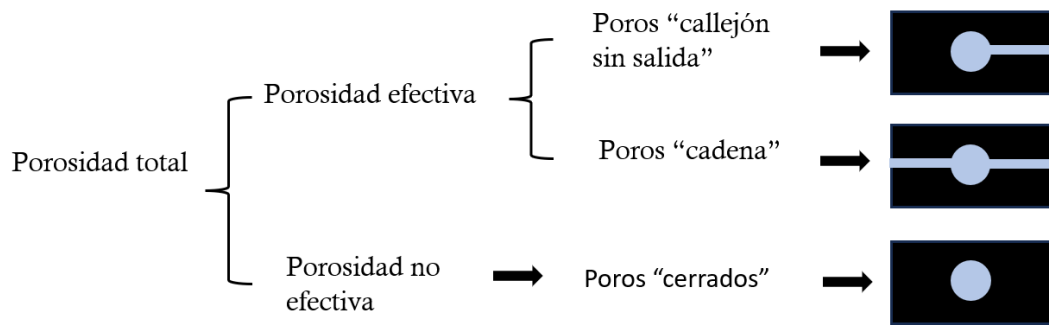 Poros “callejón
sin salida”
Porosidad efectiva
Poros “cadena”
Porosidad total
Porosidad no
efectiva
Poros “cerrados”